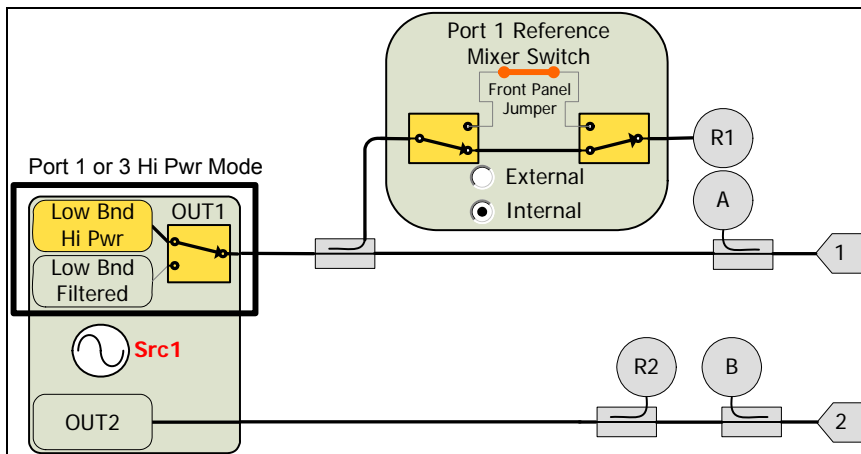 Port 1 Reference
Mixer Switch
Front Panel
Jumper
R1
External
Internal
A
Port 1 or 3 Hi Pwr Mode
Low Bnd
Hi Pwr
OUT1
Low Bnd
Filtered
1
Src1
R2
B
OUT2
2